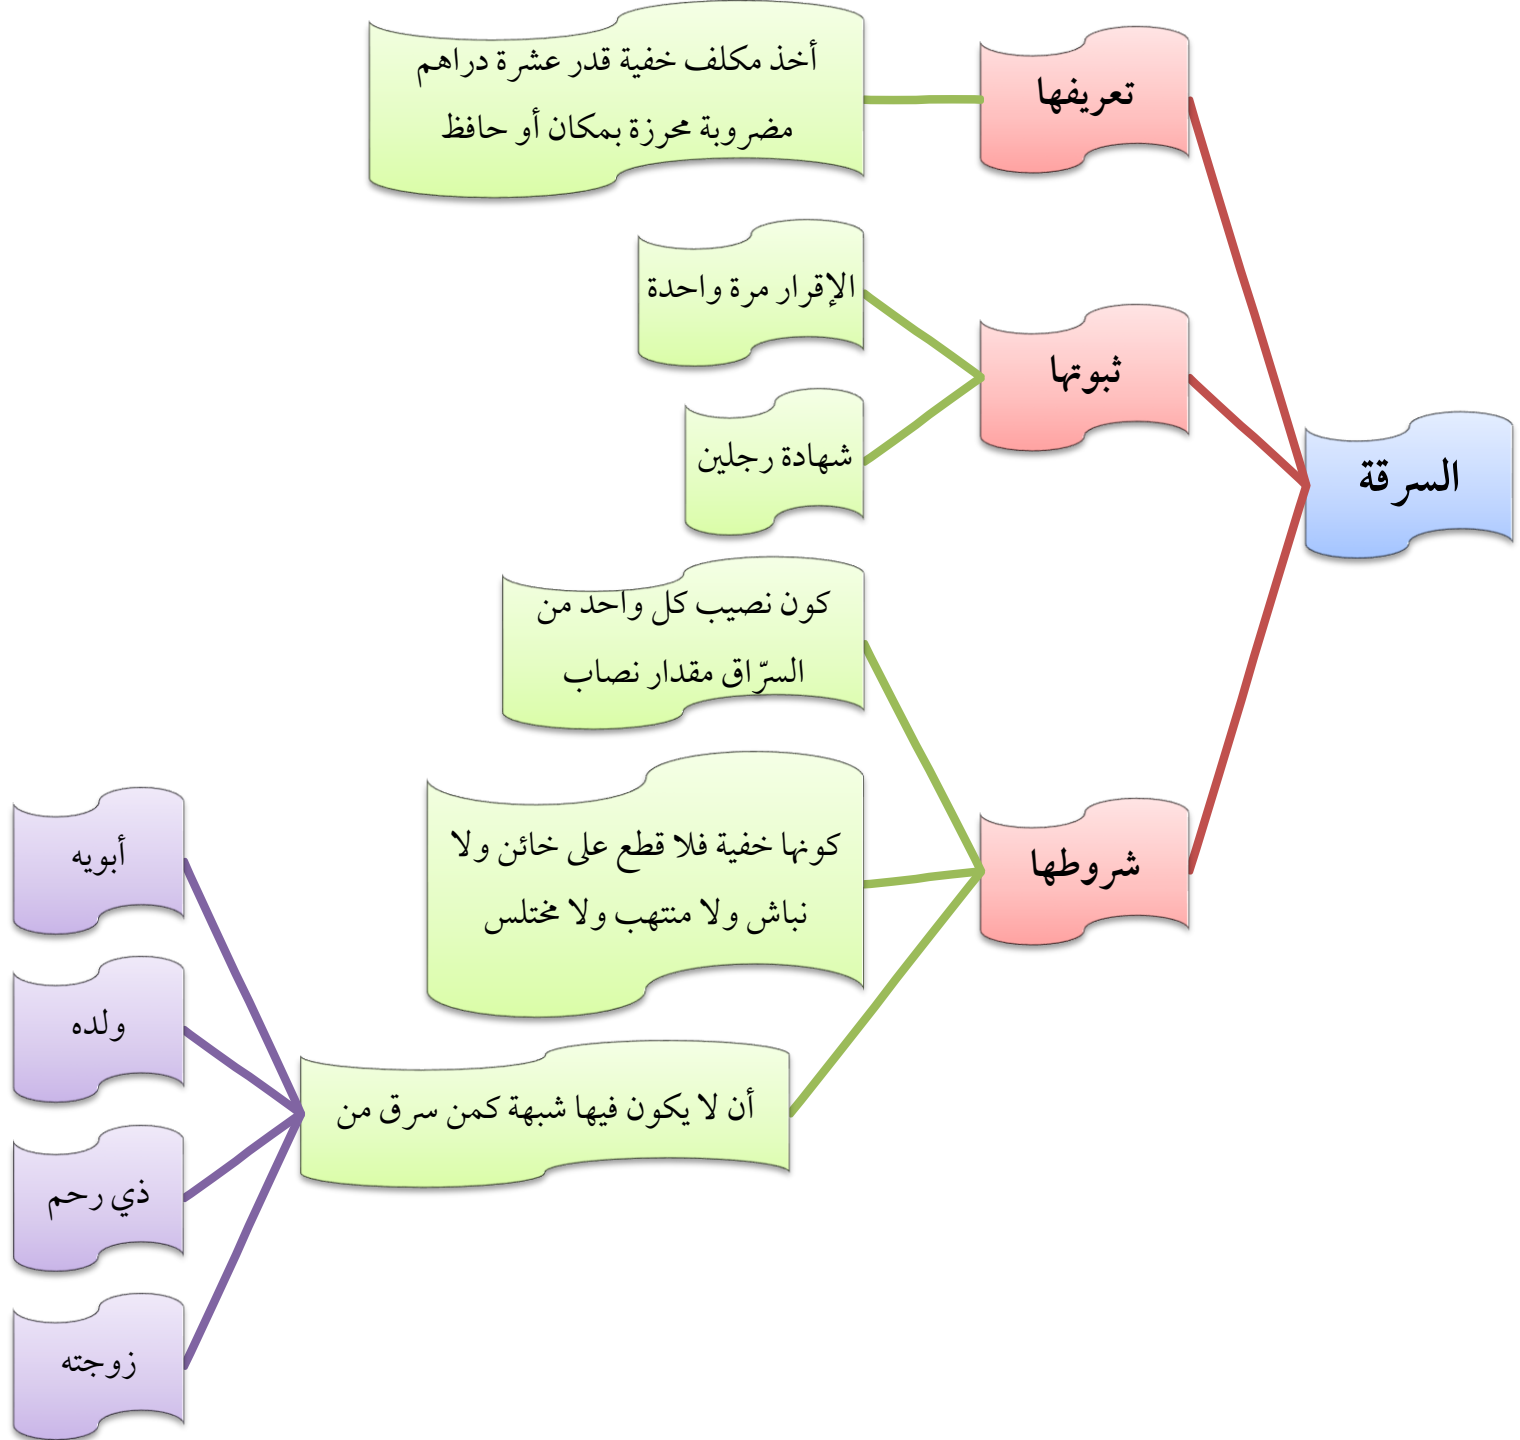 السرقة
تعريفها
أخذ مكلف خفية قدر عشرة دراهم
مضروبة محرزة بمكان أو حافظ
ثبوتها
الإقرار مرة واحدة
شهادة رجلين
شروطها
كون نصيب كل واحد من
السرّاق مقدار نصاب
كونها خفية فلا قطع على خائن ولا
نباش ولا منتهب ولا مختلس
أن لا يكون فيها شبهة كمن سرق من
أبويه
ولده
ذي رحم
زوجته